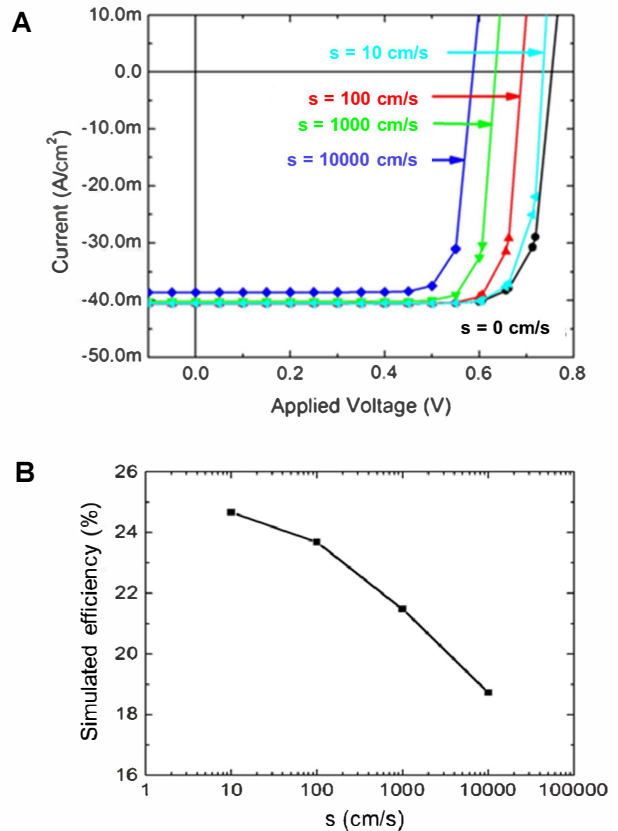 A
10.0m
0.0
-10.0m
-20.0m
-30.0m
-40.0m
-50.0m
Current (A/cm²)
s = 10 cm/s
s = 100 cm/s
s = 1000 cm/s
s = 10000 cm/s
s = 0 cm/s
0.0 0.2 0.4 0.6 0.8
Applied Voltage (V)
B
26
24
22
20
18
16
Simulated efficiency (%)
1 10 100 1000 10000 100000
s (cm/s)